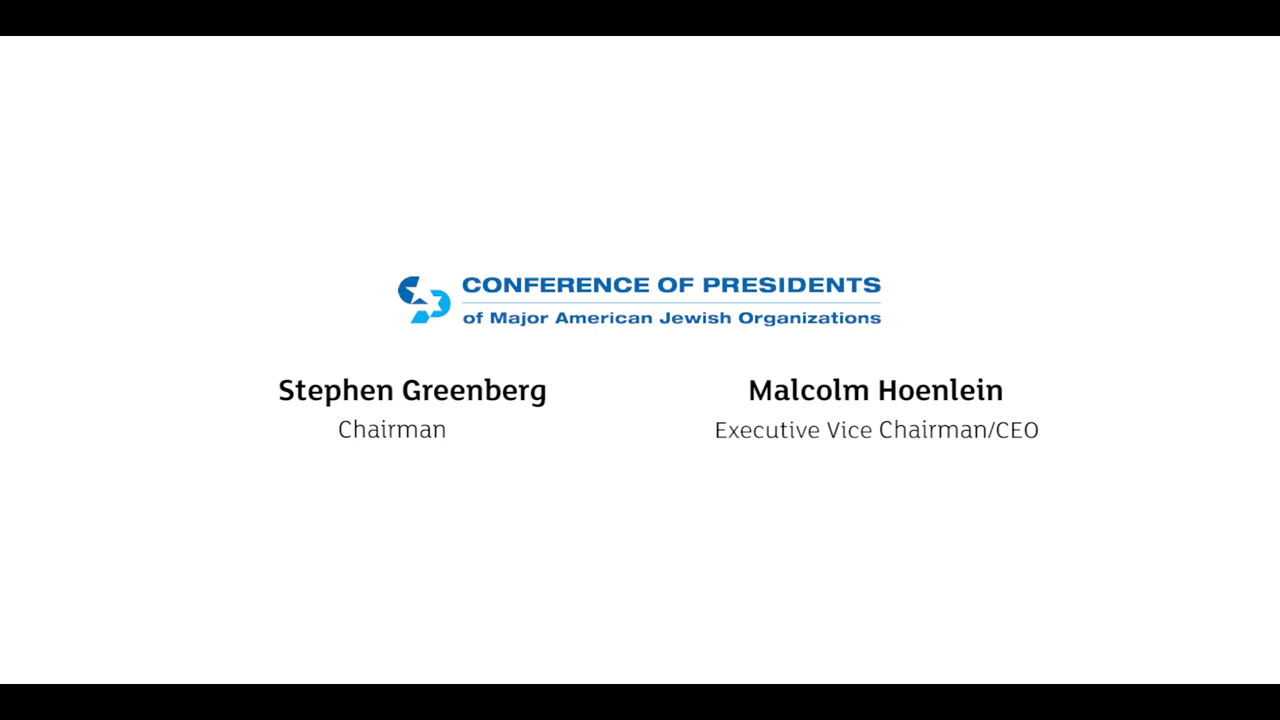 CONFERENCE OF PRESIDENTS
of Major American Jewish Organizations
Stephen Greenberg
Chairman
Malcolm Hoenlein
Executive Vice Chairman/CEO